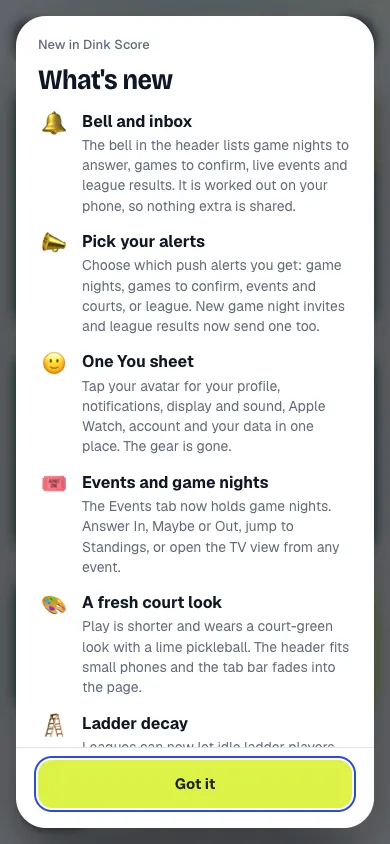 New in Dink Score
What's new
Bell and inbox
The bell in the header lists game nights to
answer, games to confirm, live events and
league results. It is worked out on your
phone, so nothing extra is shared.
Pick your alerts
Choose which push alerts you get: game
nights, games to confirm, events and
courts, or league. New game night invites
and league results now send one too.
One You sheet
Tap your avatar for your profile,
notifications, display and sound, Apple
Watch, account and your data in one
place. The gear is gone.
Events and game nights
The Events tab now holds game nights.
Answer In, Maybe or Out, jump to
Standings, or open the TV view from any
event.
A fresh court look
Play is shorter and wears a court-green
look with a lime pickleball. The header fits
small phones and the tab bar fades into
the page.
Ladder decay
Leagues can now let idle ladder players
Got it